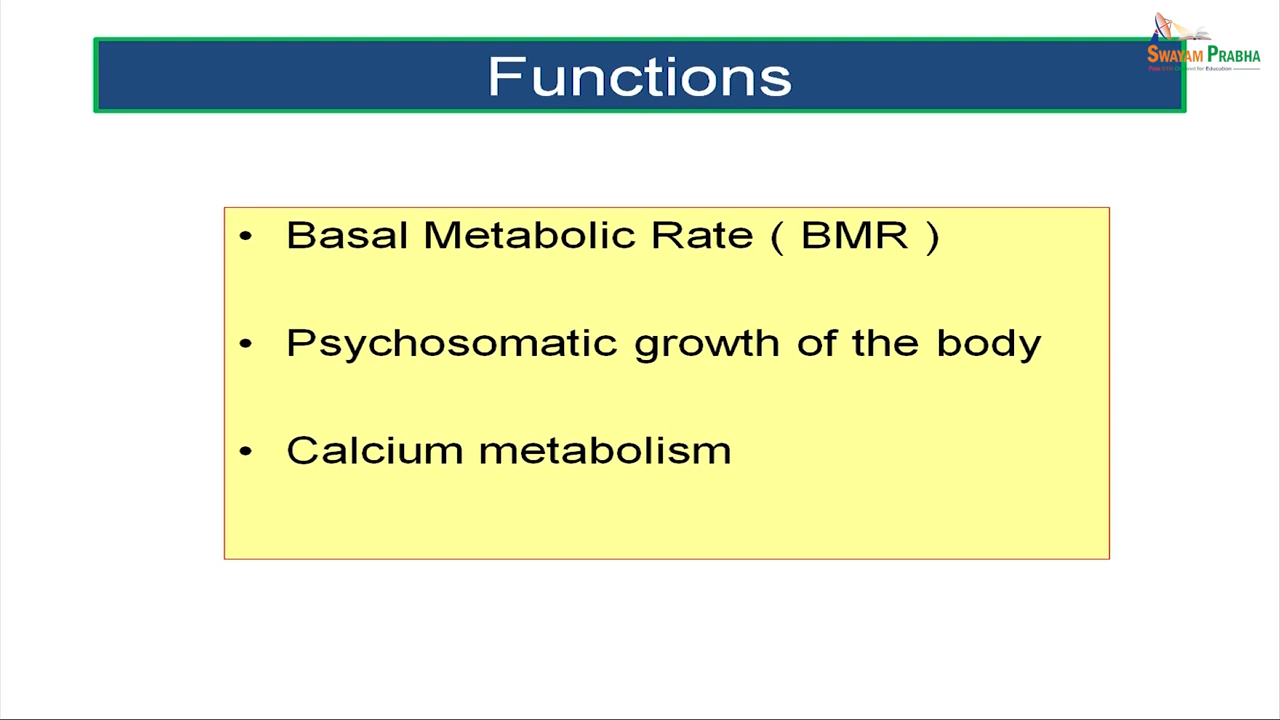 Functions
SWAYAM PRABHA
• Basal Metabolic Rate ( BMR )
• Psychosomatic growth of the body
• Calcium metabolism